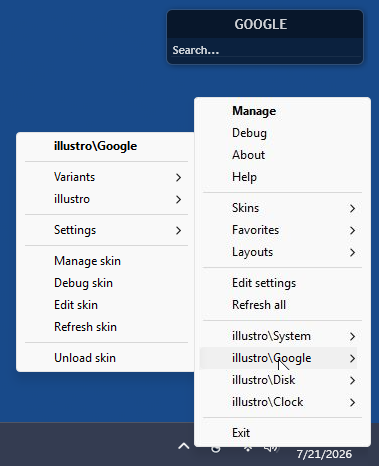 GOOGLE
Search...
Manage
Debug
About
Help
Skins
Favorites
Layouts
Edit settings
Refresh all
illustro\System
illustro\Google
illustro\Disk
illustro\Clock
Exit
illustro\Google
Variants
illustro
Settings
Manage skin
Debug skin
Edit skin
Refresh skin
Unload skin
7/21/2026